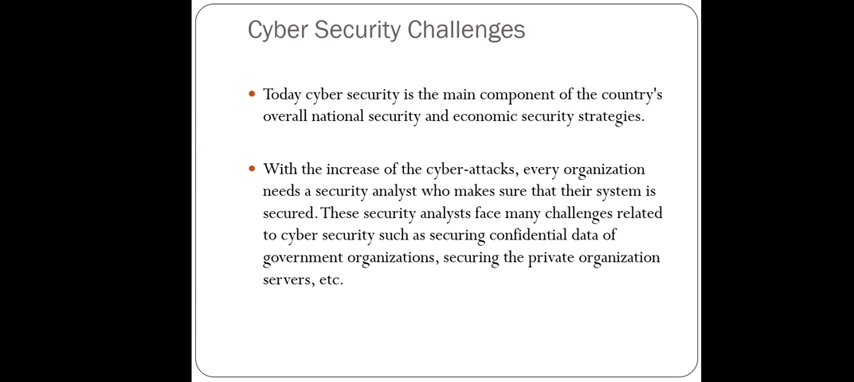 Cyber Security Challenges
• Today cyber security is the main component of the country's
overall national security and economic security strategies.
• With the increase of the cyber-attacks, every organization
needs a security analyst who makes sure that their system is
secured. These security analysts face many challenges related
to cyber security such as securing confidential data of
government organizations, securing the private organization
servers, etc.